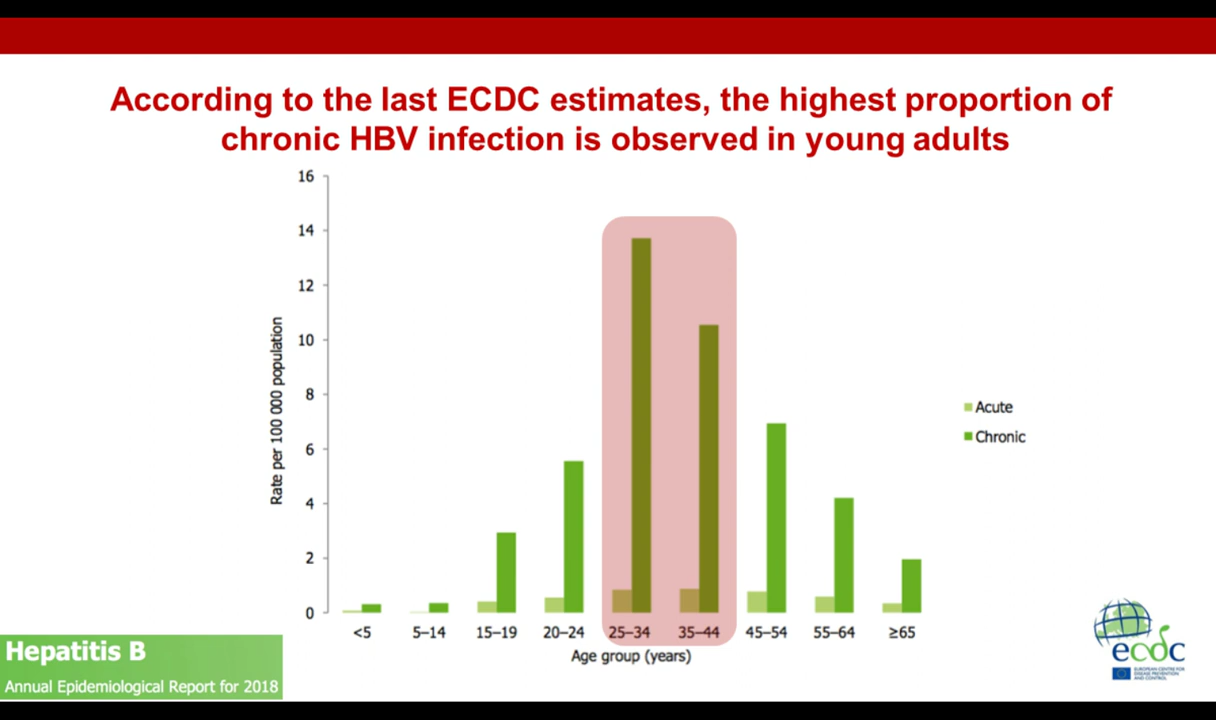 According to the last ECDC estimates, the highest proportion of
chronic HBV infection is observed in young adults
16
14
12
10
8
6
4
2
0
Rate per 100 000 population
<5
5–14
15–19
20–24
25–34
35–44
45–54
55–64
≥65
Age group (years)
Acute
Chronic
Hepatitis B
Annual Epidemiological Report for 2018
ecdc
EUROPEAN CENTRE FOR
DISEASE PREVENTION
AND CONTROL